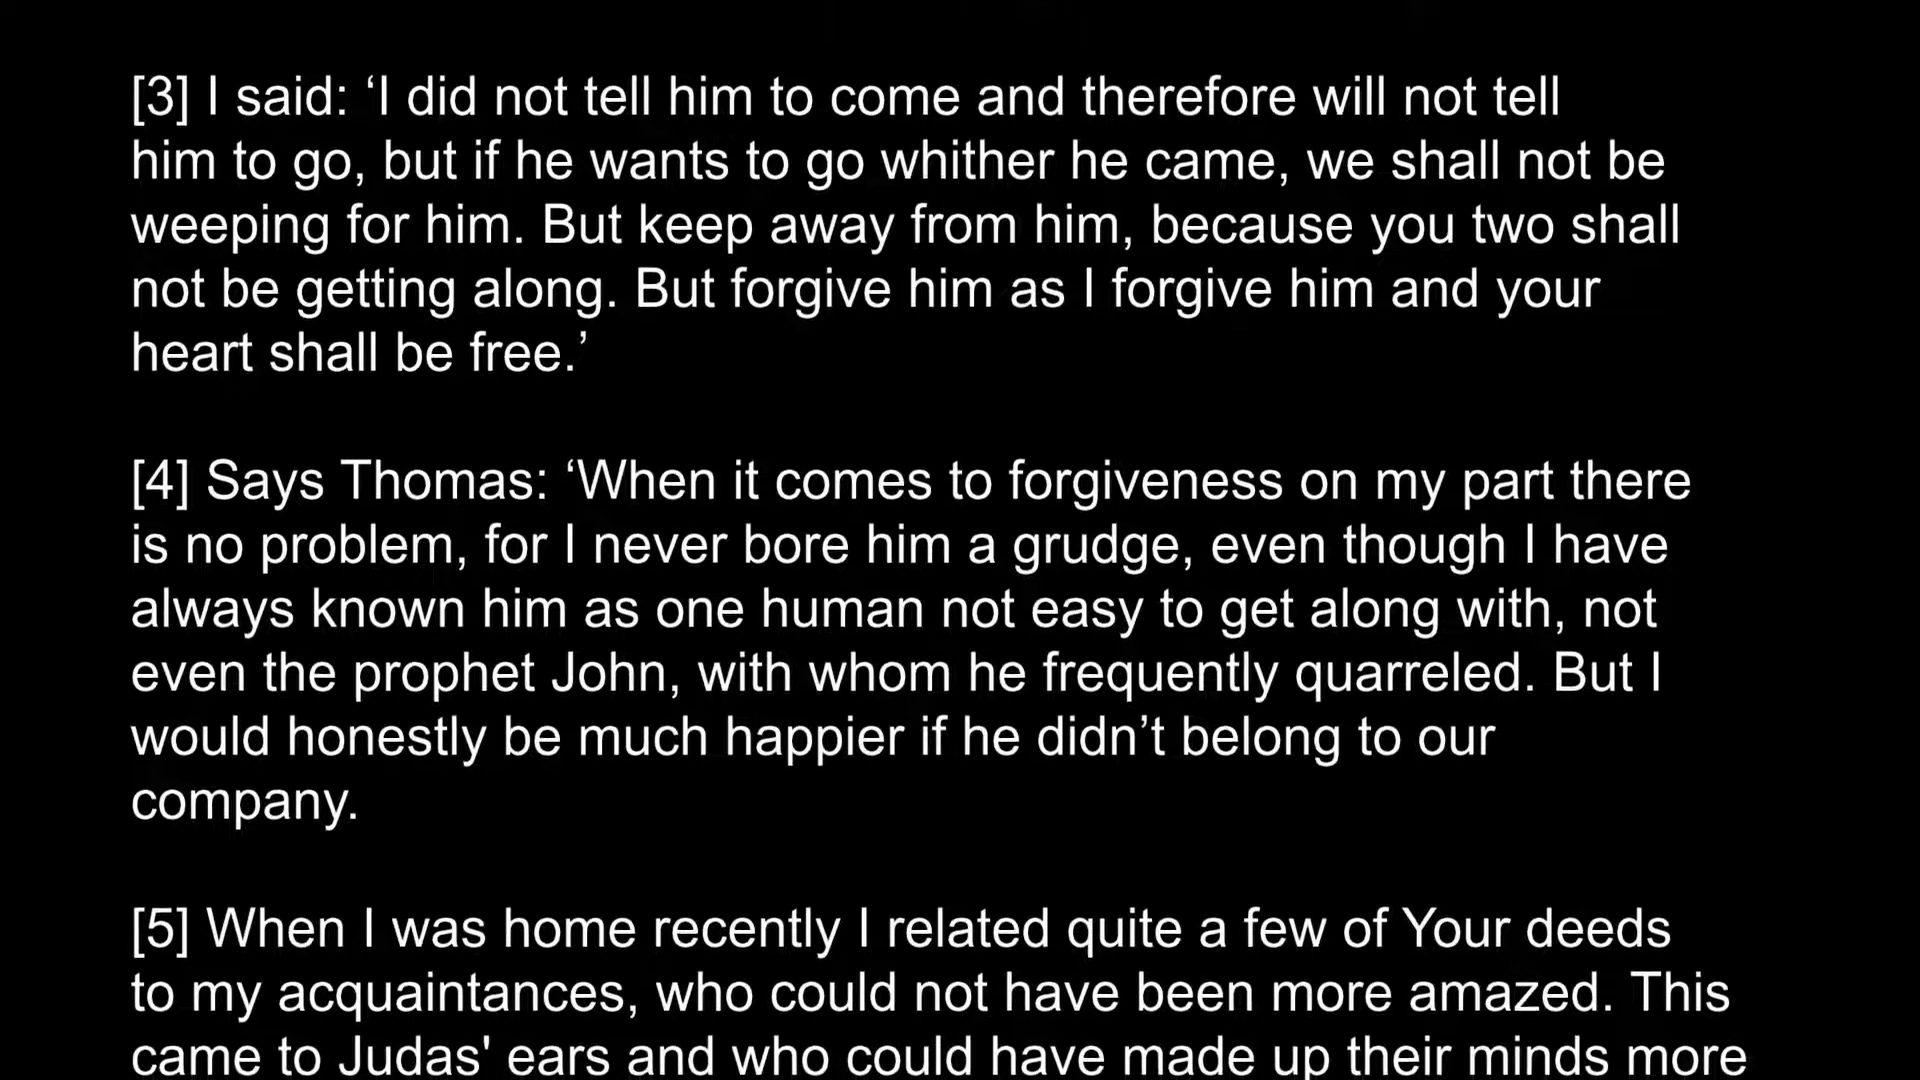 [3] I said: ‘I did not tell him to come and therefore will not tell
him to go, but if he wants to go whither he came, we shall not be
weeping for him. But keep away from him, because you two shall
not be getting along. But forgive him as I forgive him and your
heart shall be free.’
[4] Says Thomas: ‘When it comes to forgiveness on my part there
is no problem, for I never bore him a grudge, even though I have
always known him as one human not easy to get along with, not
even the prophet John, with whom he frequently quarreled. But I
would honestly be much happier if he didn’t belong to our
company.
[5] When I was home recently I related quite a few of Your deeds
to my acquaintances, who could not have been more amazed. This
came to Judas' ears and who could have made up their minds more